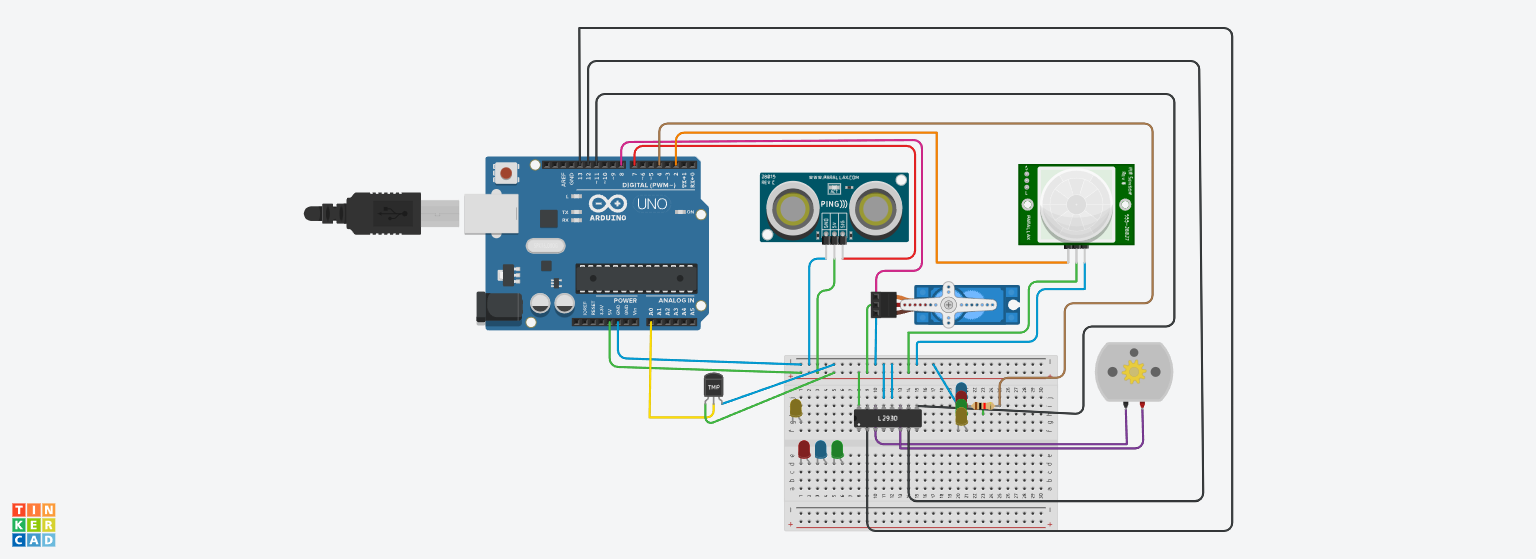 WWW.PARALLAX.COM
28015
REV C
PING)))
GND
5V
SIG
PIR Sensor
Rev B
555-28027
PARALLAX
AREF
GND
13
12
~11
~10
~9
8
7
~6
~5
4
~3
2
TX→1
RX←0
DIGITAL (PWM~)
L
TX
RX
ARDUINO
UNO
ON
POWER
ANALOG IN
IOREF
RESET
3.3V
5V
GND
GND
Vin
A0
A1
A2
A3
A4
A5
TMP
L293D
TIN
KER
CAD